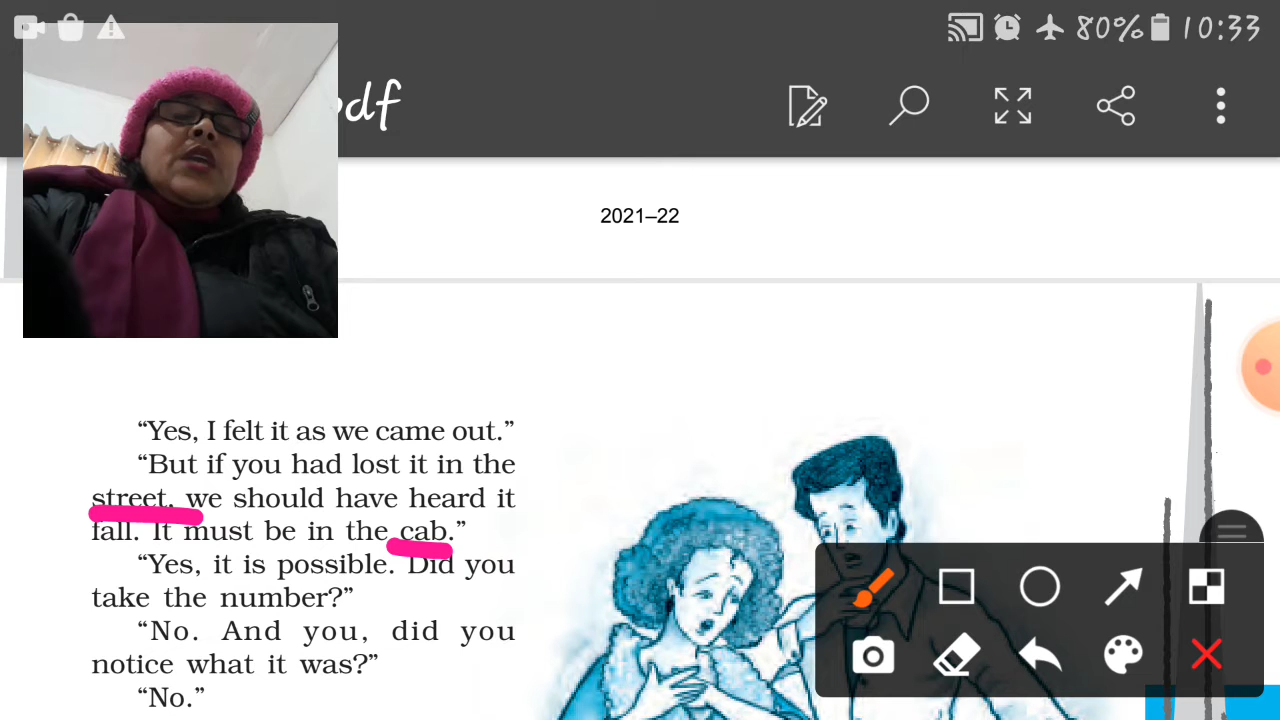 80% 10:33
pdf
2021–22
“Yes, I felt it as we came out.”
“But if you had lost it in the
street, we should have heard it
fall. It must be in the cab.”
“Yes, it is possible. Did you
take the number?”
“No. And you, did you
notice what it was?”
“No.”